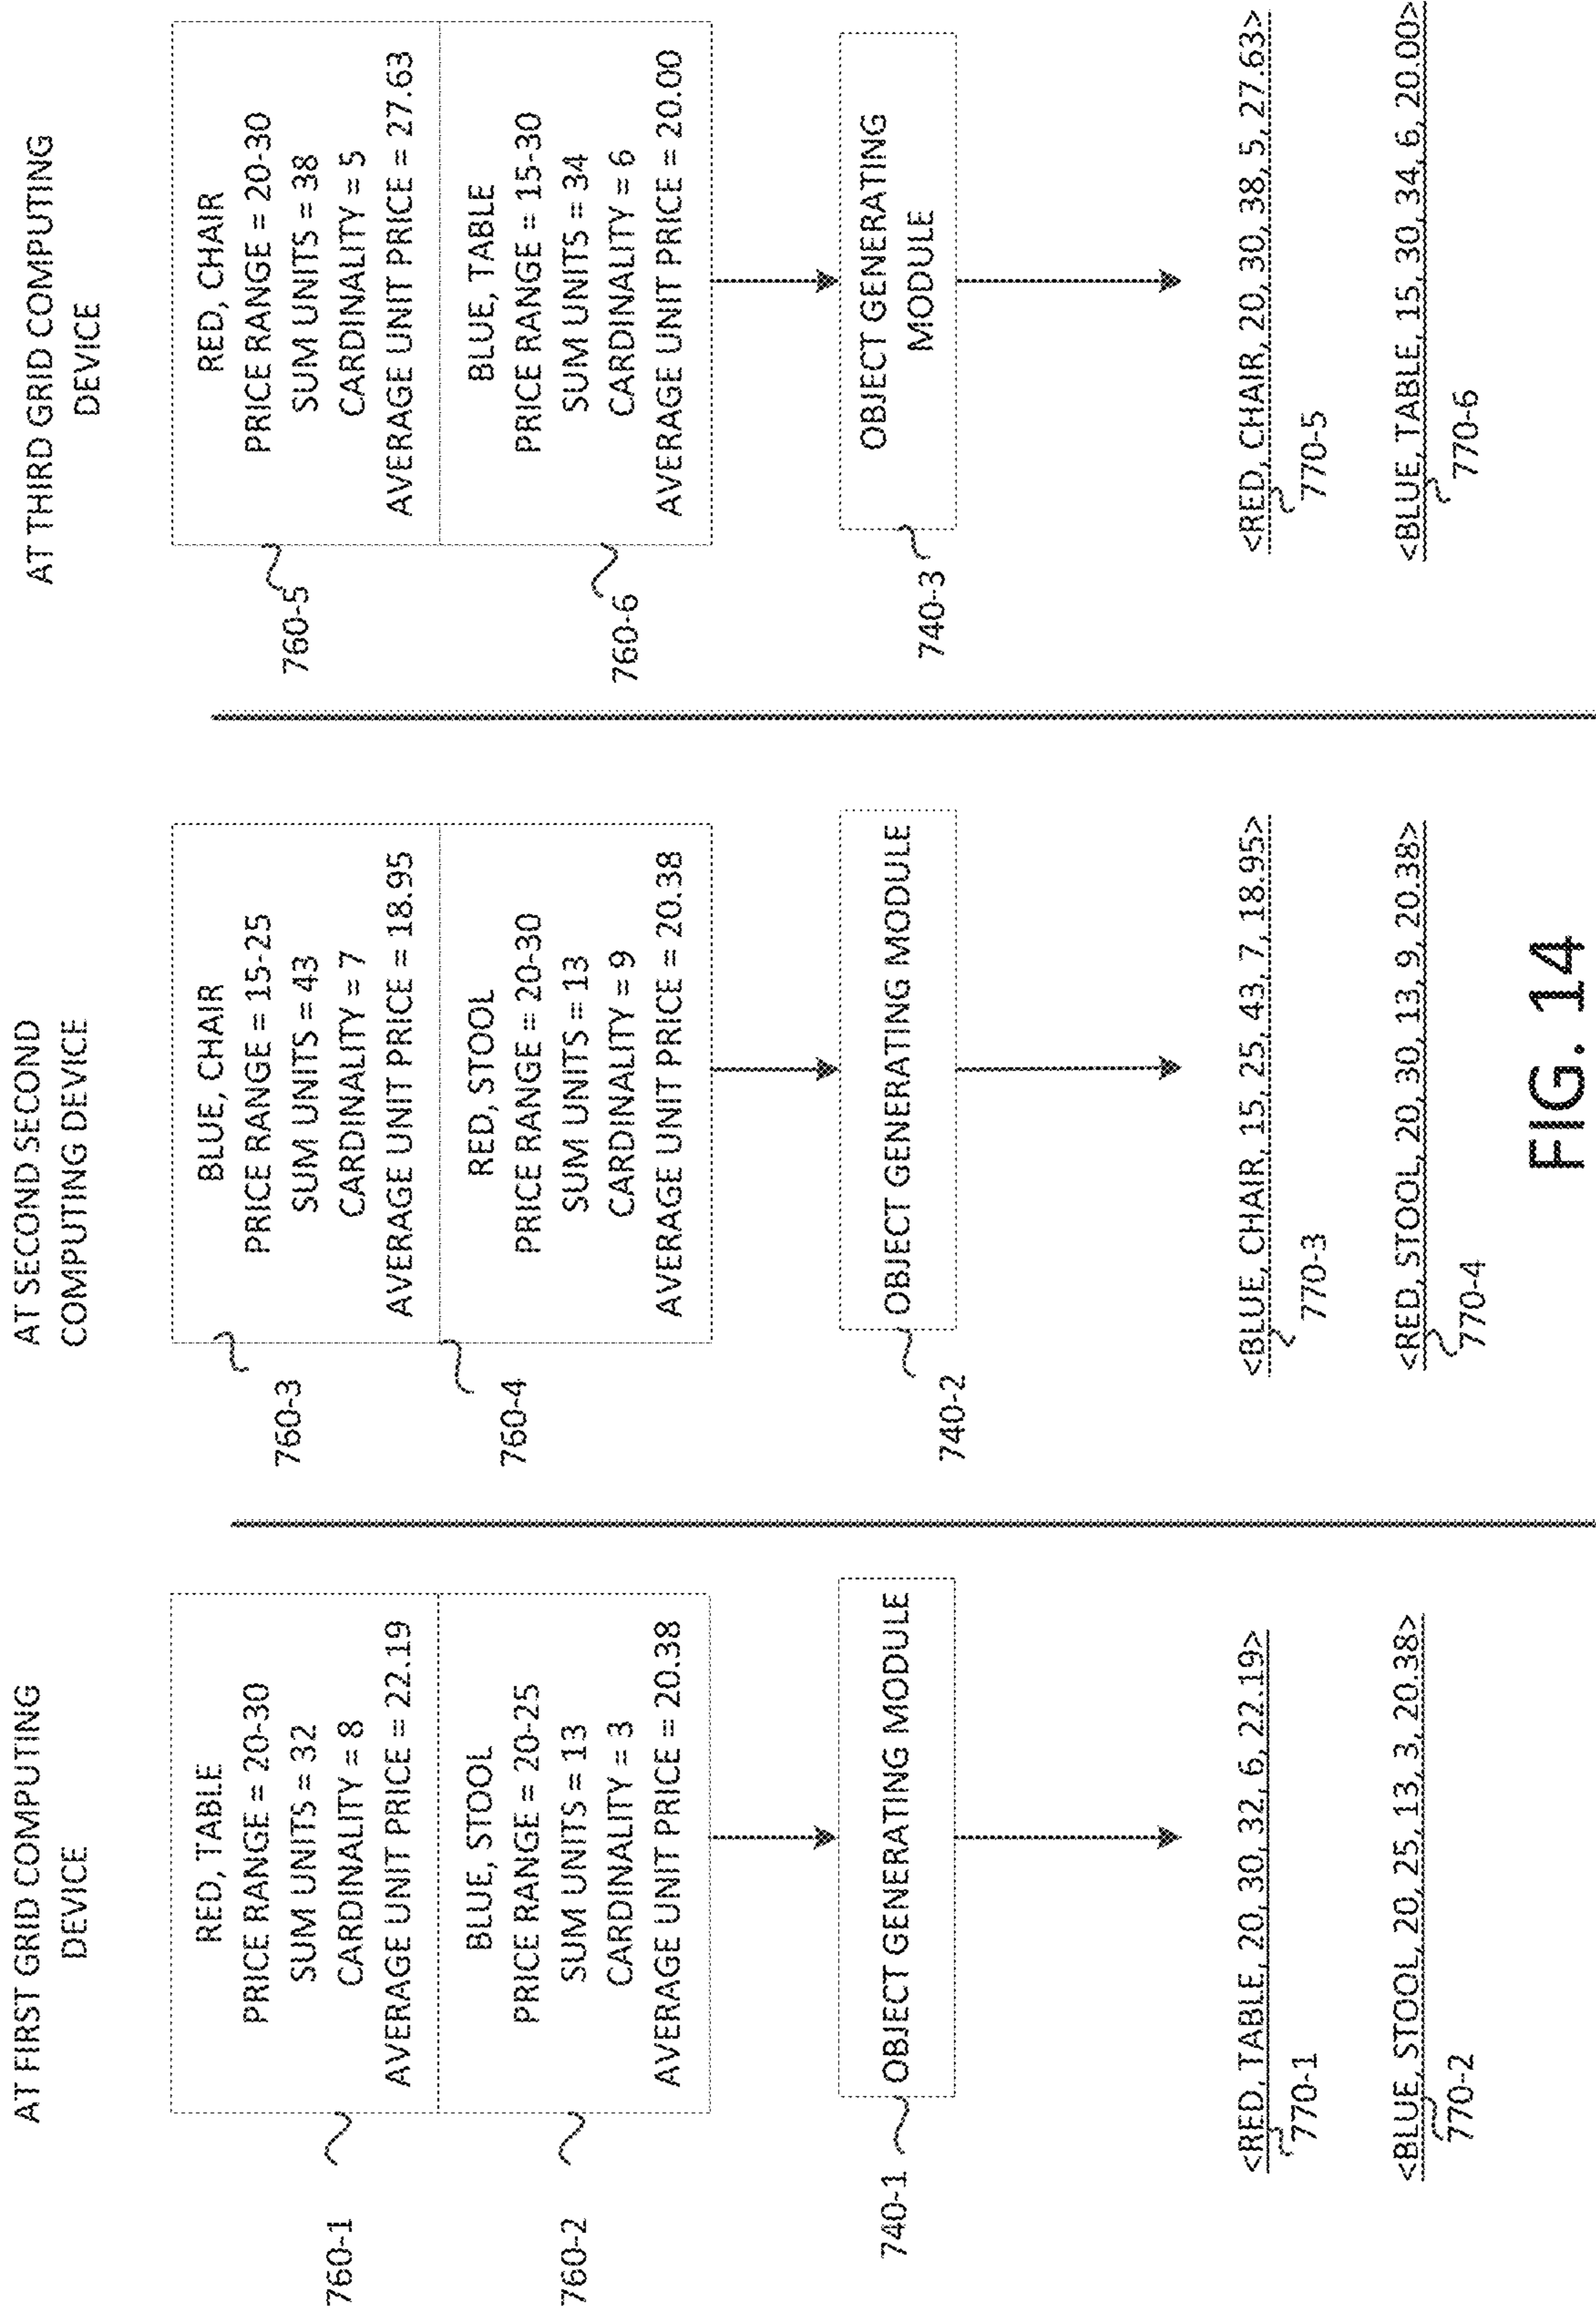 AT FIRST GRID COMPUTING
DEVICE
760-1
RED, TABLE
PRICE RANGE = 20-30
SUM UNITS = 32
CARDINALITY = 8
AVERAGE UNIT PRICE = 22.19
760-2
BLUE, STOOL
PRICE RANGE = 20-25
SUM UNITS = 13
CARDINALITY = 3
AVERAGE UNIT PRICE = 20.38
740-1
OBJECT GENERATING MODULE
<RED, TABLE, 20, 30, 32, 6, 22.19>
770-1
<BLUE, STOOL, 20, 25, 13, 3, 20.38>
770-2
AT SECOND SECOND
COMPUTING DEVICE
760-3
BLUE, CHAIR
PRICE RANGE = 15-25
SUM UNITS = 43
CARDINALITY = 7
AVERAGE UNIT PRICE = 18.95
760-4
RED, STOOL
PRICE RANGE = 20-30
SUM UNITS = 13
CARDINALITY = 9
AVERAGE UNIT PRICE = 20.38
740-2
OBJECT GENERATING MODULE
<BLUE, CHAIR, 15, 25, 43, 7, 18.95>
770-3
<RED, STOOL, 20, 30, 13, 9, 20.38>
770-4
AT THIRD GRID COMPUTING
DEVICE
760-5
RED, CHAIR
PRICE RANGE = 20-30
SUM UNITS = 38
CARDINALITY = 5
AVERAGE UNIT PRICE = 27.63
760-6
BLUE, TABLE
PRICE RANGE = 15-30
SUM UNITS = 34
CARDINALITY = 6
AVERAGE UNIT PRICE = 20.00
740-3
OBJECT GENERATING
MODULE
<RED, CHAIR, 20, 30, 38, 5, 27.63>
770-5
<BLUE, TABLE, 15, 30, 34, 6, 20.00>
770-6
FIG. 14